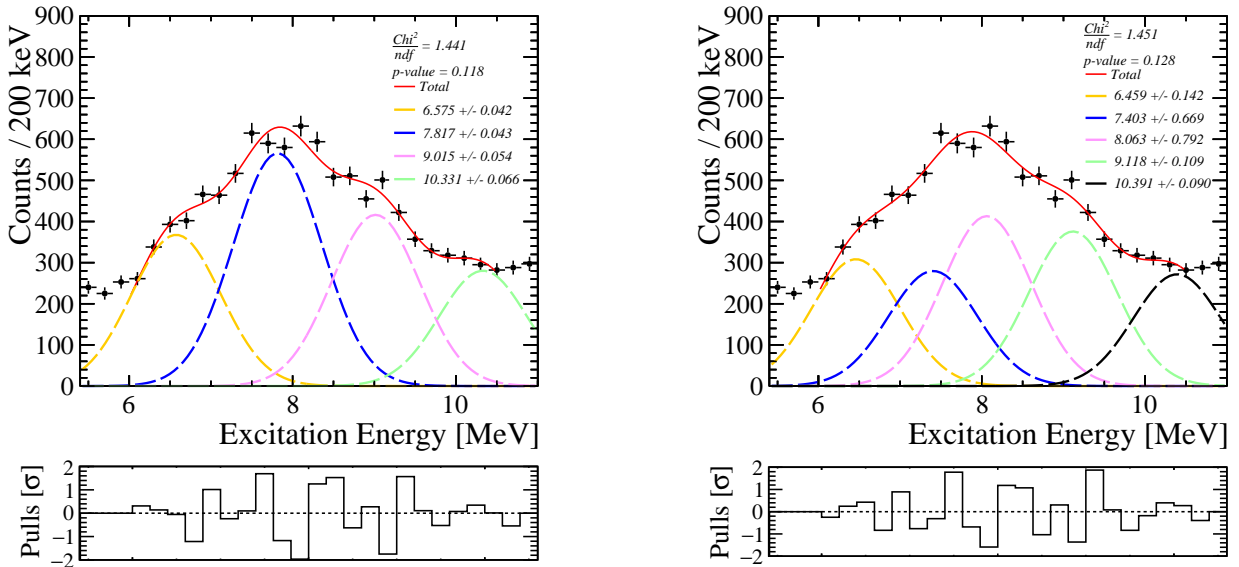 900
800
700
600
500
400
300
200
100
0
Counts / 200 keV
Chi²
ndf = 1.441
p-value = 0.118
Total
6.575 +/- 0.042
7.817 +/- 0.043
9.015 +/- 0.054
10.331 +/- 0.066
6 8 10
Excitation Energy [MeV]
2
1
0
−1
−2
Pulls [σ]
900
800
700
600
500
400
300
200
100
0
Counts / 200 keV
Chi²
ndf = 1.451
p-value = 0.128
Total
6.459 +/- 0.142
7.403 +/- 0.669
8.063 +/- 0.792
9.118 +/- 0.109
10.391 +/- 0.090
6 8 10
Excitation Energy [MeV]
2
1
0
−1
−2
Pulls [σ]